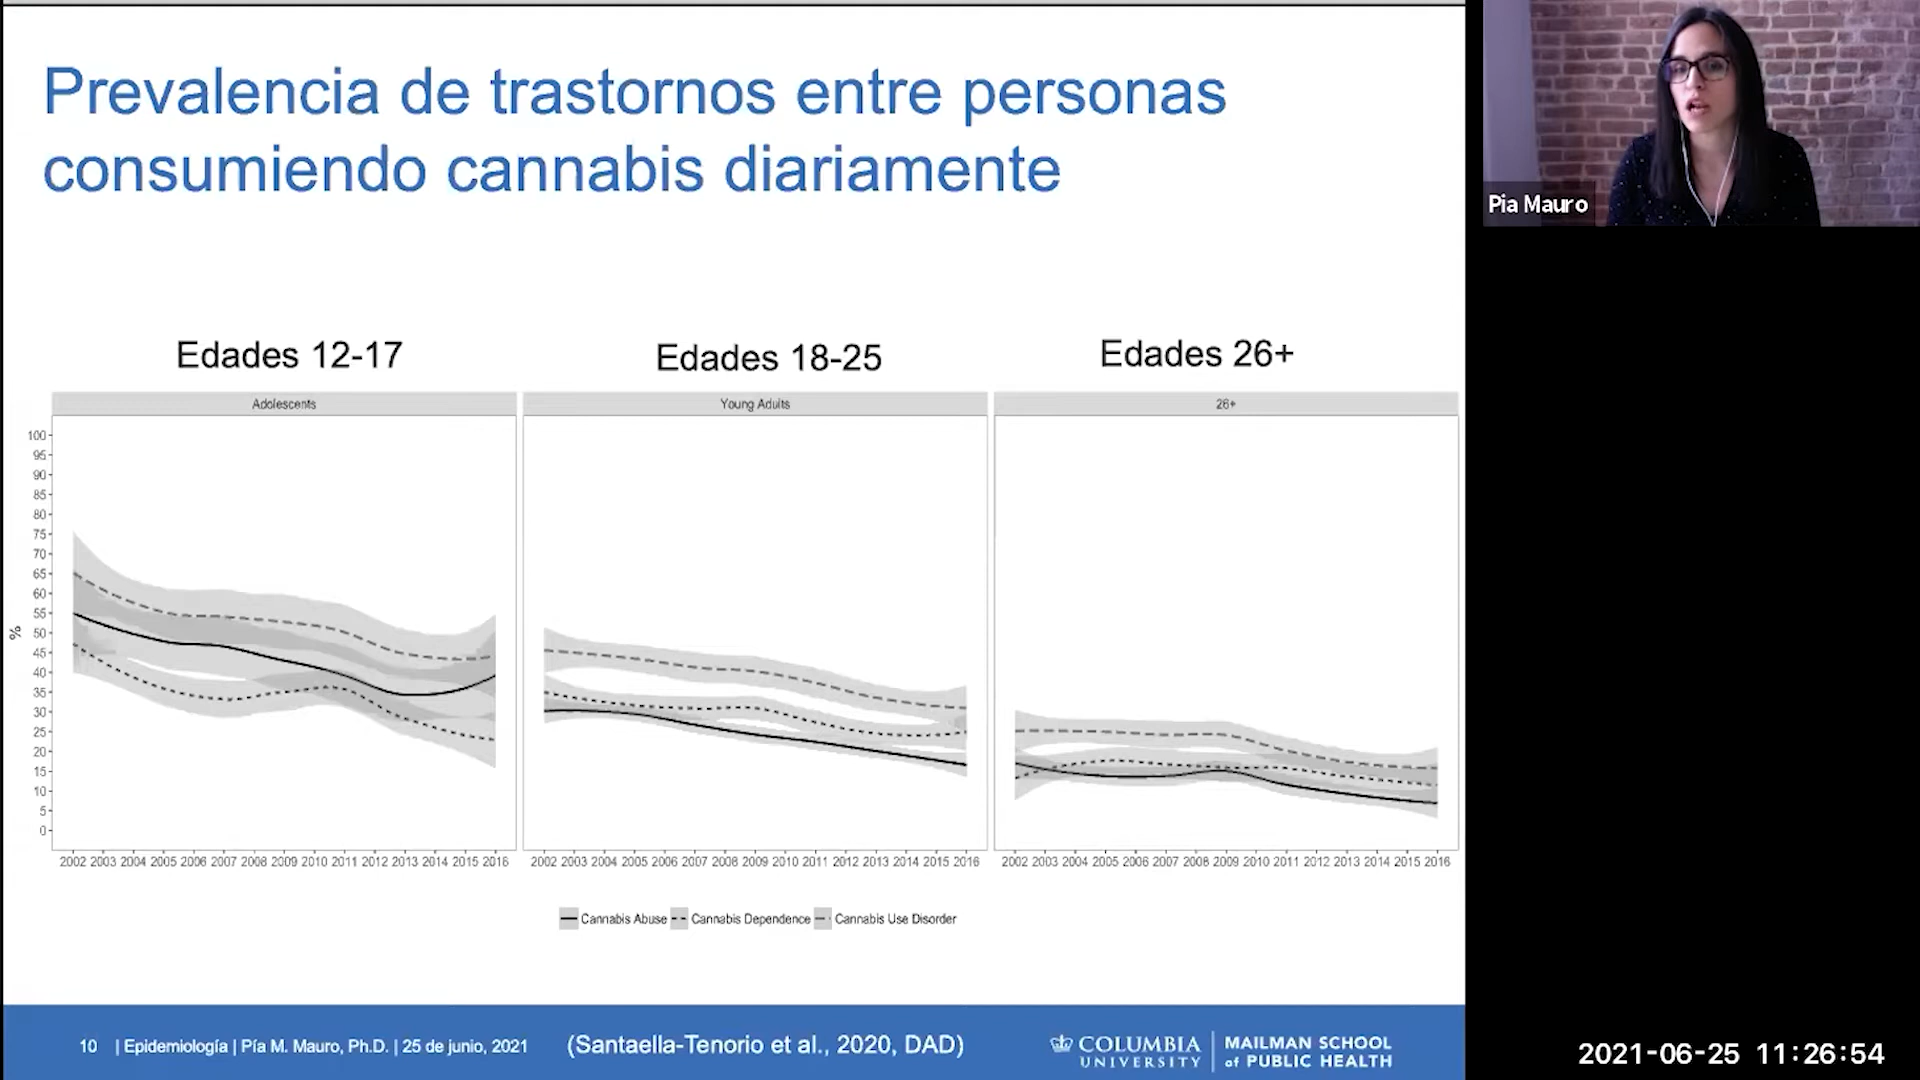 Prevalencia de trastornos entre personas
consumiendo cannabis diariamente
Pia Mauro
Edades 12-17
Edades 18-25
Edades 26+
Adolescents
Young Adults
26+
100
95
90
85
80
75
70
65
60
55
50
45
40
35
30
25
20
15
10
5
0
%
2002 2003 2004 2005 2006 2007 2008 2009 2010 2011 2012 2013 2014 2015 2016
2002 2003 2004 2005 2006 2007 2008 2009 2010 2011 2012 2013 2014 2015 2016
2002 2003 2004 2005 2006 2007 2008 2009 2010 2011 2012 2013 2014 2015 2016
Cannabis Abuse Cannabis Dependence Cannabis Use Disorder
10 | Epidemiología | Pía M. Mauro, Ph.D. | 25 de junio, 2021
(Santaella-Tenorio et al., 2020, DAD)
COLUMBIA
UNIVERSITY
MAILMAN SCHOOL
of PUBLIC HEALTH
2021-06-25 11:26:54